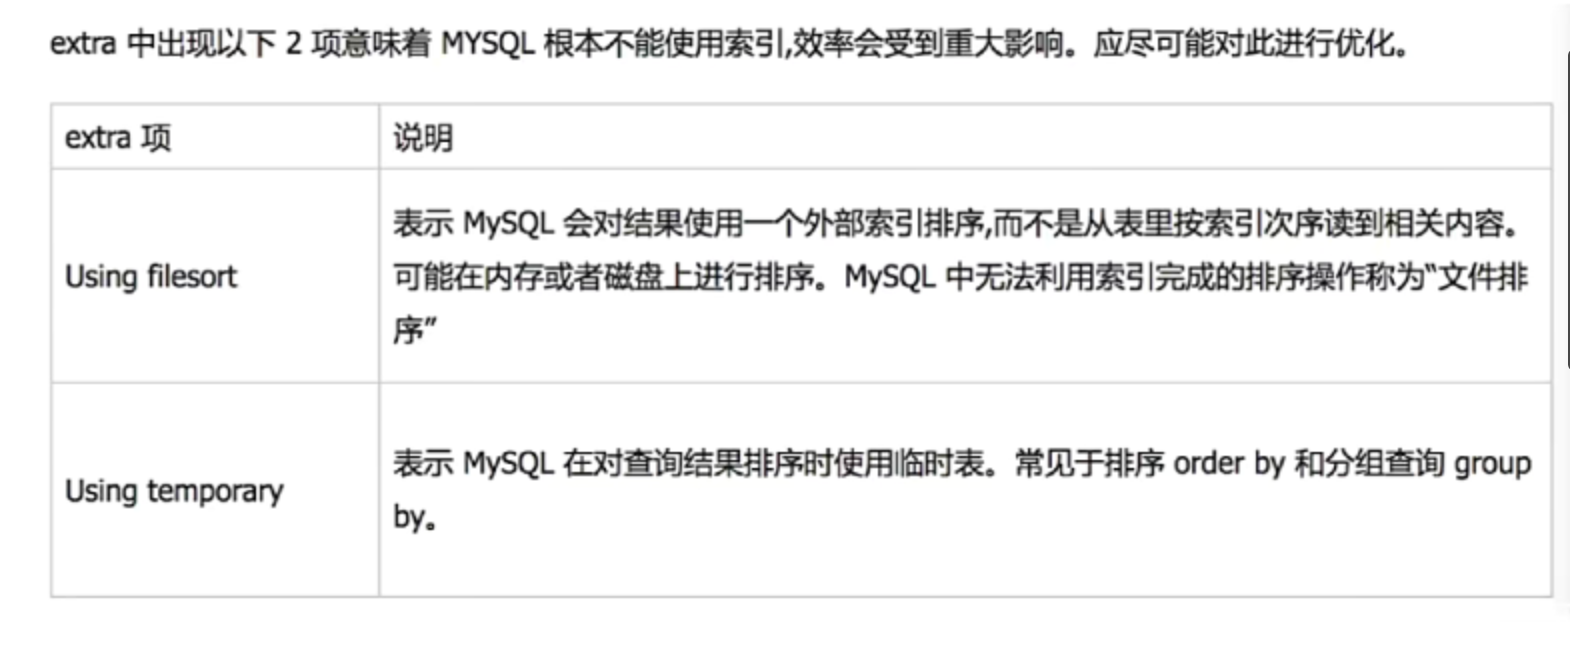 extra 中出现以下 2 项意味着 MYSQL 根本不能使用索引,效率会受到重大影响。应尽可能对此进行优化。
extra 项
说明
Using filesort
表示 MySQL 会对结果使用一个外部索引排序,而不是从表里按索引次序读到相关内容。
可能在内存或者磁盘上进行排序。MySQL 中无法利用索引完成的排序操作称为“文件排
序”
Using temporary
表示 MySQL 在对查询结果排序时使用临时表。常见于排序 order by 和分组查询 group
by。